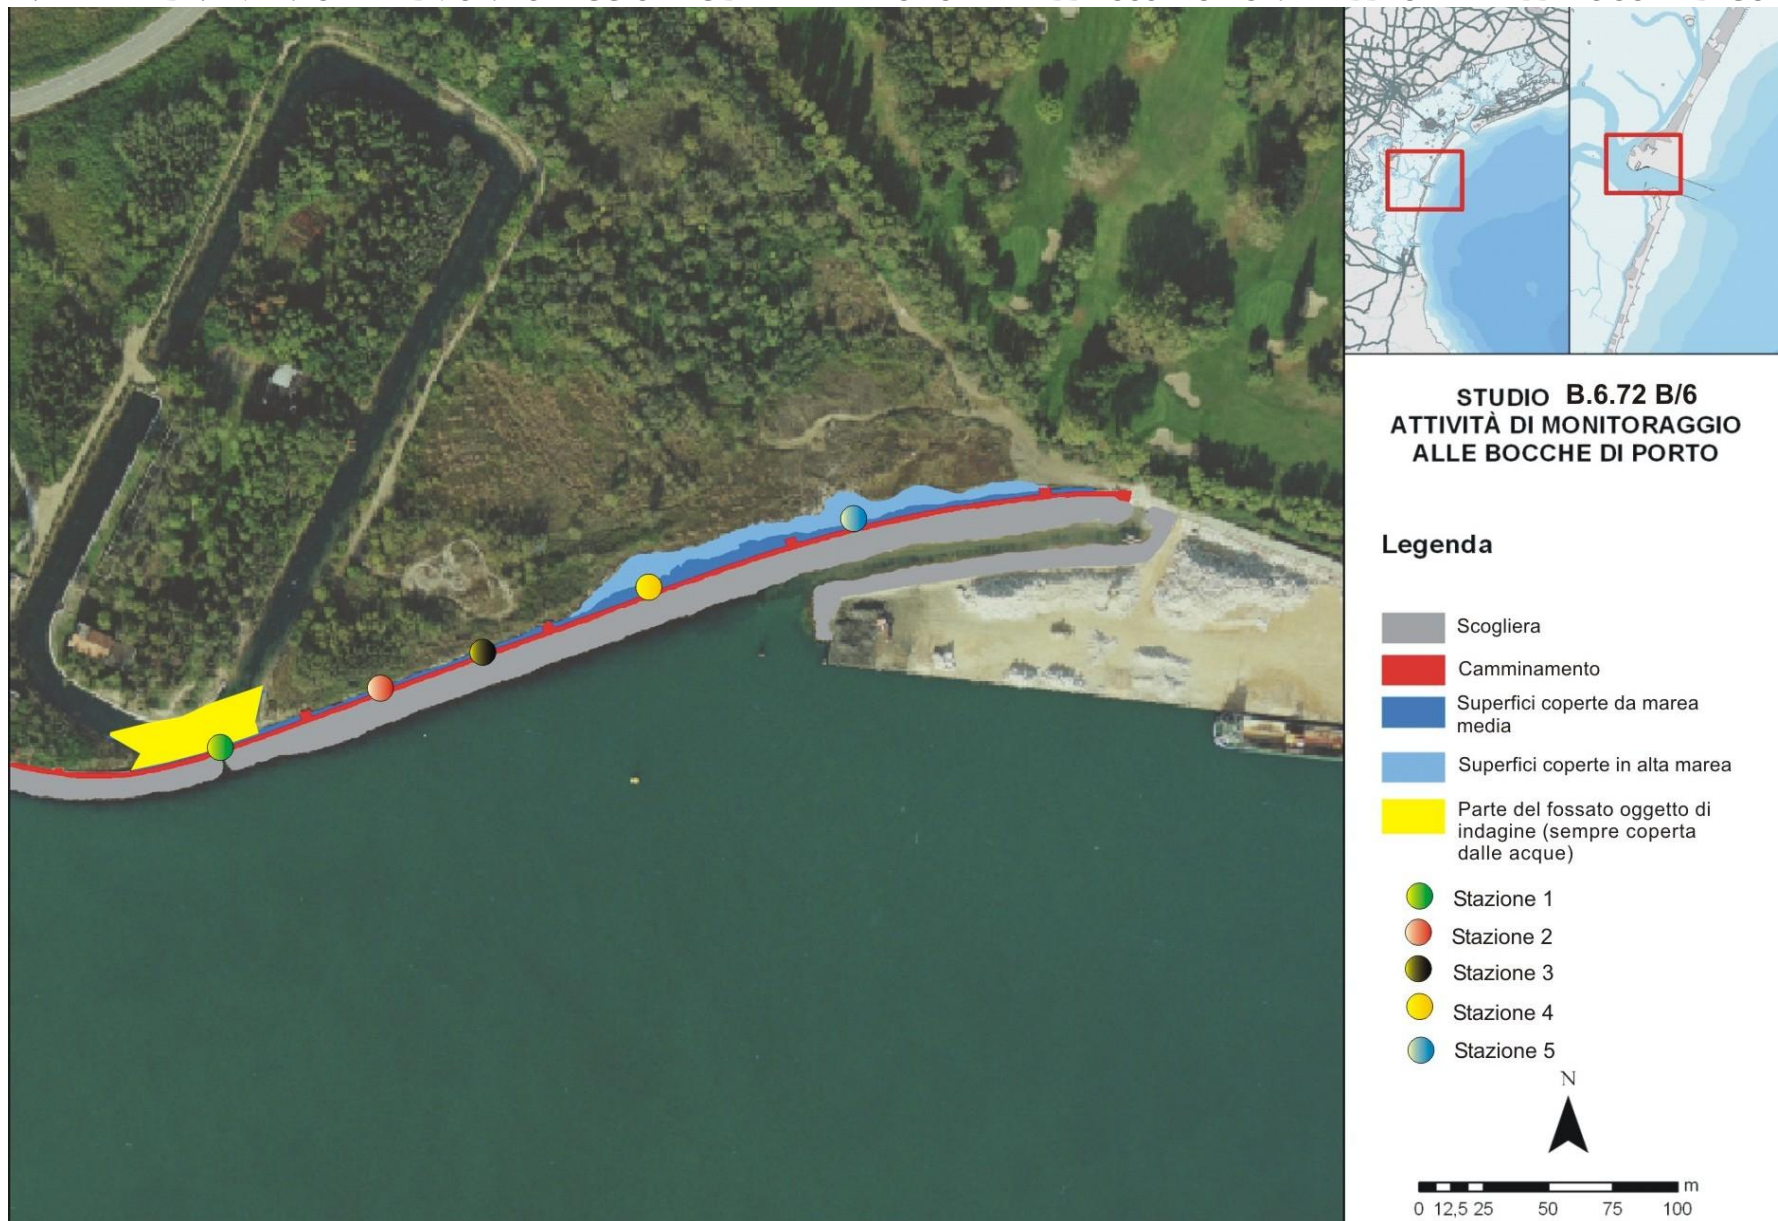 STUDIO B.6.72 B/6
ATTIVITÀ DI MONITORAGGIO
ALLE BOCCHE DI PORTO
Legenda
Scogliera
Camminamento
Superfici coperte da marea
media
Superfici coperte in alta marea
Parte del fossato oggetto di
indagine (sempre coperta
dalle acque)
Stazione 1
Stazione 2
Stazione 3
Stazione 4
Stazione 5
N
m
0 12,5 25 50 75 100